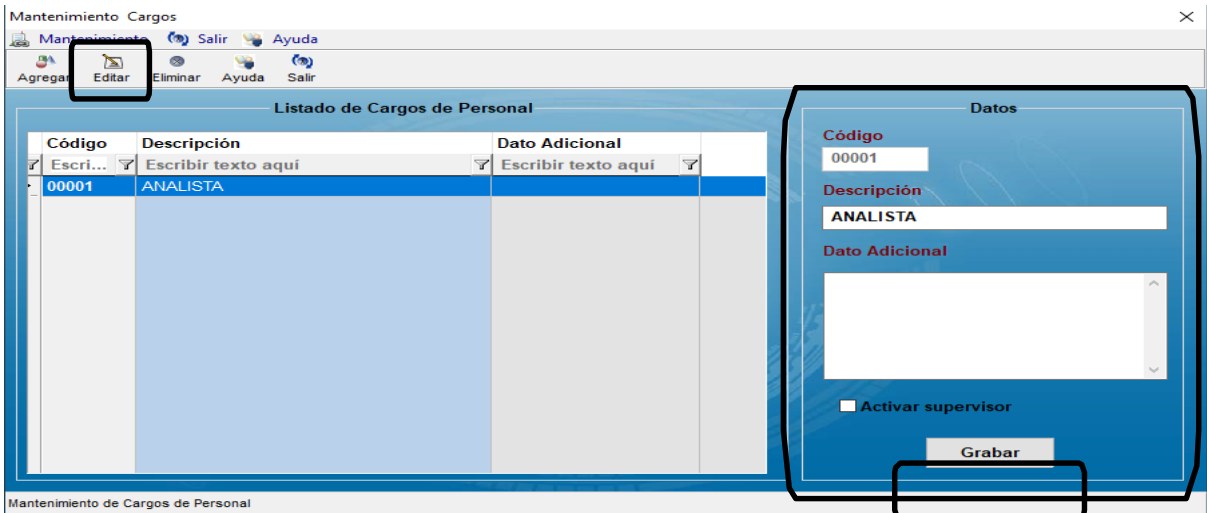 Mantenimiento Cargos
Mantenimiento Salir Ayuda
Agregar Editar Eliminar Ayuda Salir
Listado de Cargos de Personal
Código Descripción Dato Adicional
Escri... Escribir texto aquí Escribir texto aquí
00001 ANALISTA
Datos
Código
00001
Descripción
ANALISTA
Dato Adicional
Activar supervisor
Grabar
Mantenimiento de Cargos de Personal